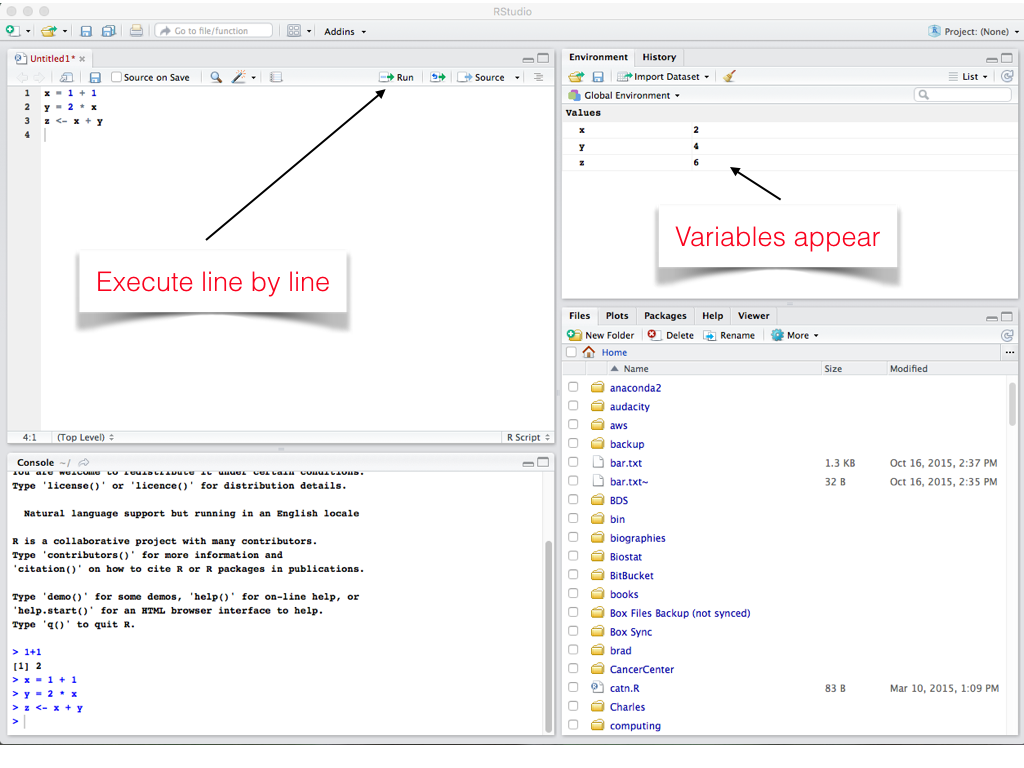 RStudio
Go to file/function
Addins
Project: (None)
Untitled1*
Source on Save
Run
Source
1 x = 1 + 1
2 y = 2 * x
3 z <- x + y
4
Execute line by line
4:1 (Top Level) R Script
Console ~/
You are welcome to redistribute it under certain conditions.
Type 'license()' or 'licence()' for distribution details.
Natural language support but running in an English locale
R is a collaborative project with many contributors.
Type 'contributors()' for more information and
'citation()' on how to cite R or R packages in publications.
Type 'demo()' for some demos, 'help()' for on-line help, or
'help.start()' for an HTML browser interface to help.
Type 'q()' to quit R.
> 1+1
[1] 2
> x = 1 + 1
> y = 2 * x
> z <- x + y
>
Environment History
Import Dataset List
Global Environment
Values
x 2
y 4
z 6
Variables appear
Files Plots Packages Help Viewer
New Folder Delete Rename More
Home ...
Name Size Modified
anaconda2
audacity
aws
backup
bar.txt 1.3 KB Oct 16, 2015, 2:37 PM
bar.txt~ 32 B Oct 16, 2015, 2:35 PM
BDS
bin
biographies
Biostat
BitBucket
books
Box Files Backup (not synced)
Box Sync
brad
CancerCenter
catn.R 83 B Mar 10, 2015, 1:09 PM
Charles
computing